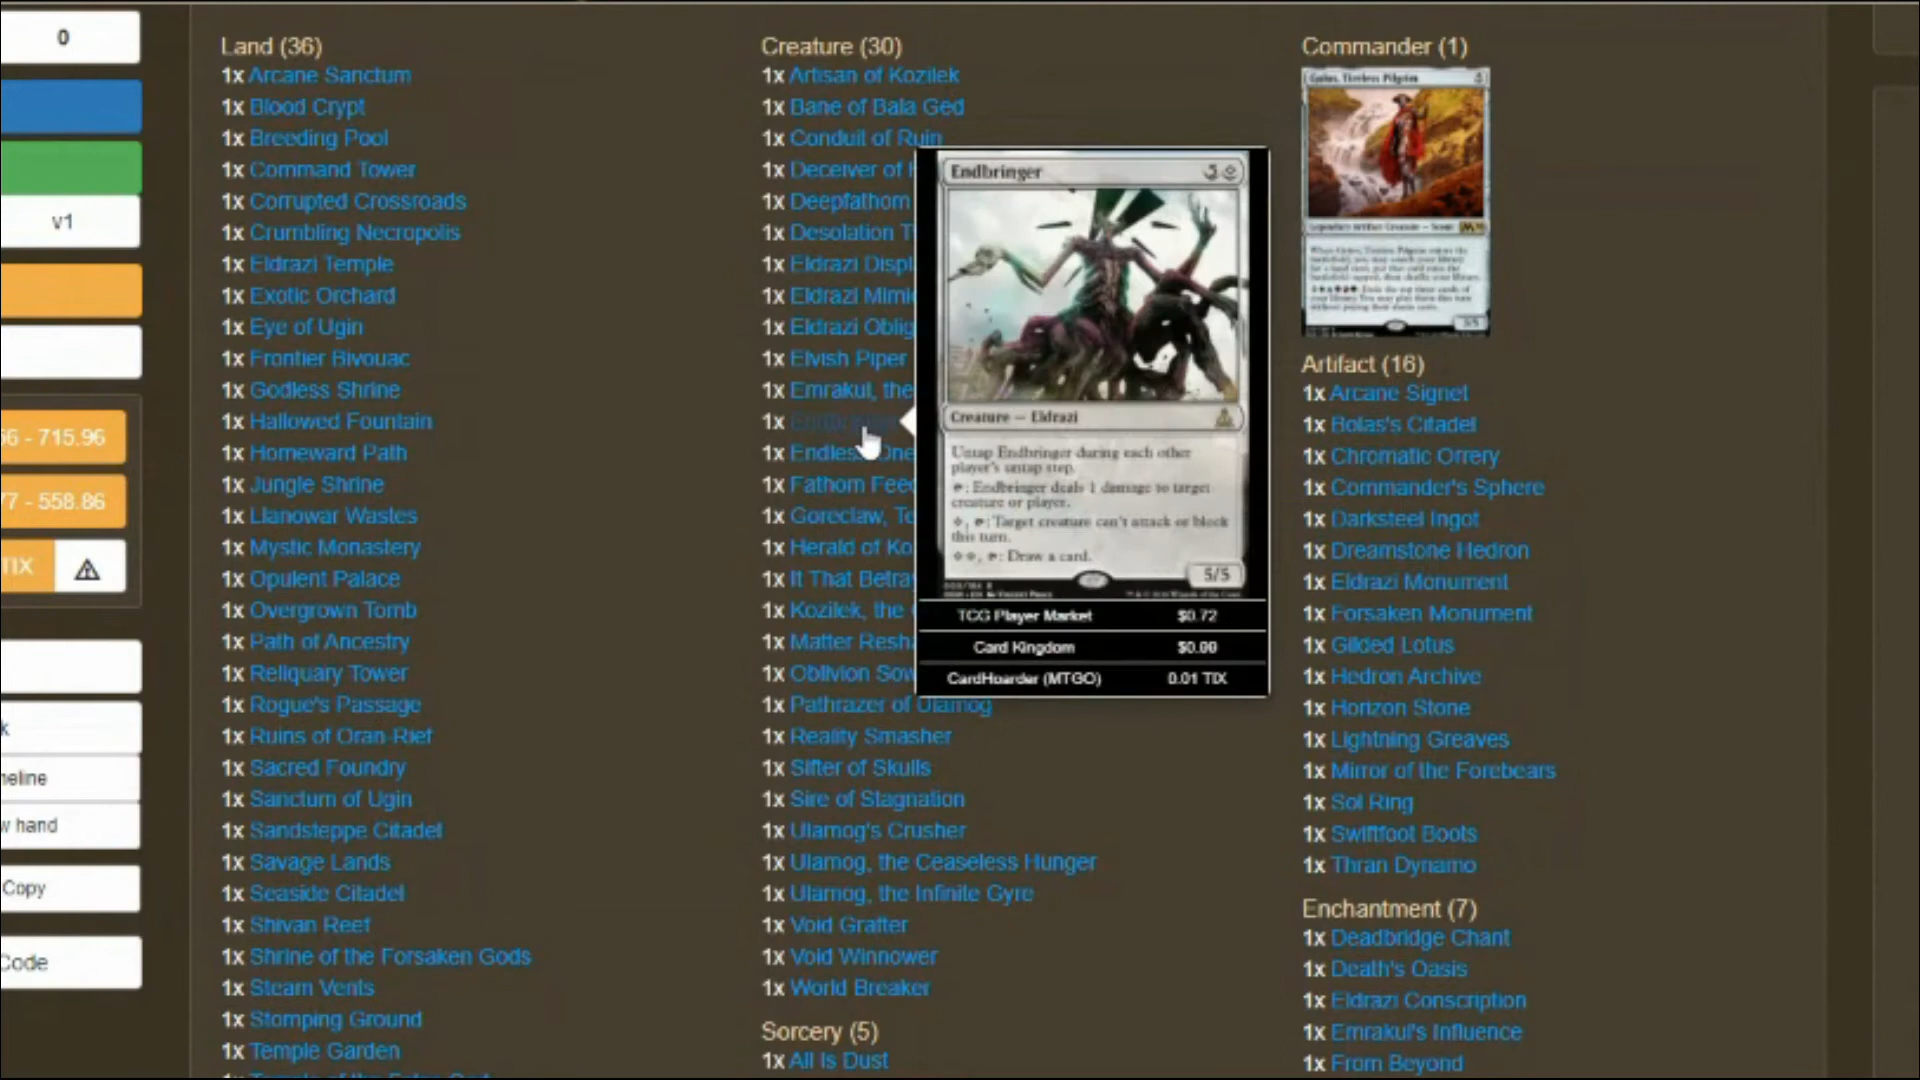 0
v1
66 - 715.96
77 - 558.86
TIX
k
neline
w hand
Copy
Code
Land (36)
1x Arcane Sanctum
1x Blood Crypt
1x Breeding Pool
1x Command Tower
1x Corrupted Crossroads
1x Crumbling Necropolis
1x Eldrazi Temple
1x Exotic Orchard
1x Eye of Ugin
1x Frontier Bivouac
1x Godless Shrine
1x Hallowed Fountain
1x Homeward Path
1x Jungle Shrine
1x Llanowar Wastes
1x Mystic Monastery
1x Opulent Palace
1x Overgrown Tomb
1x Path of Ancestry
1x Reliquary Tower
1x Rogue's Passage
1x Ruins of Oran-Rief
1x Sacred Foundry
1x Sanctum of Ugin
1x Sandsteppe Citadel
1x Savage Lands
1x Seaside Citadel
1x Shivan Reef
1x Shrine of the Forsaken Gods
1x Steam Vents
1x Stomping Ground
1x Temple Garden
Creature (30)
1x Artisan of Kozilek
1x Bane of Bala Ged
1x Conduit of Ruin
1x Deceiver of
1x Deepfathom
1x Desolation T
1x Eldrazi Displ
1x Eldrazi Mimi
1x Eldrazi Oblig
1x Elvish Piper
1x Emrakul, the
1x
1x Endless One
1x Fathom Fee
1x Goreclaw, Te
1x Herald of Ko
1x It That Betra
1x Kozilek, the
1x Matter Resh
1x Oblivion Sow
1x Pathrazer of Ulamog
1x Reality Smasher
1x Sifter of Skulls
1x Sire of Stagnation
1x Ulamog's Crusher
1x Ulamog, the Ceaseless Hunger
1x Ulamog, the Infinite Gyre
1x Void Grafter
1x Void Winnower
1x World Breaker
Sorcery (5)
1x All Is Dust
Endbringer 5
Creature — Eldrazi
Untap Endbringer during each other
player's untap step.
: Endbringer deals 1 damage to target
creature or player.
, : Target creature can't attack or block
this turn.
, : Draw a card.
5/5
TCG Player Market $0.72
Card Kingdom
CardHoarder (MTGO) 0.01 TIX
Commander (1)
Golos, Tireless Pilgrim
Legendary Artifact Creature — Scout
Artifact (16)
1x Arcane Signet
1x Bolas's Citadel
1x Chromatic Orrery
1x Commander's Sphere
1x Darksteel Ingot
1x Dreamstone Hedron
1x Eldrazi Monument
1x Forsaken Monument
1x Gilded Lotus
1x Hedron Archive
1x Horizon Stone
1x Lightning Greaves
1x Mirror of the Forebears
1x Sol Ring
1x Swiftfoot Boots
1x Thran Dynamo
Enchantment (7)
1x Deadbridge Chant
1x Death's Oasis
1x Eldrazi Conscription
1x Emrakul's Influence
1x From Beyond